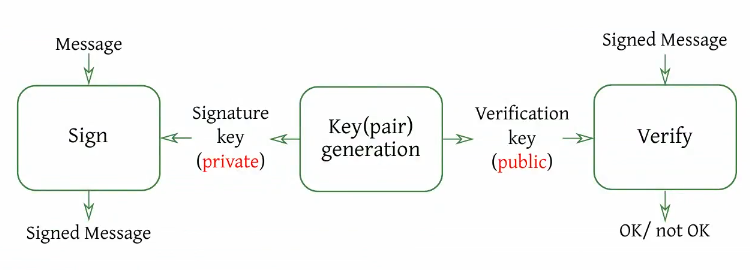 Message
Sign
Signed Message
Signature
key
(private)
Key(pair)
generation
Verification
key
(public)
Signed Message
Verify
OK/ not OK